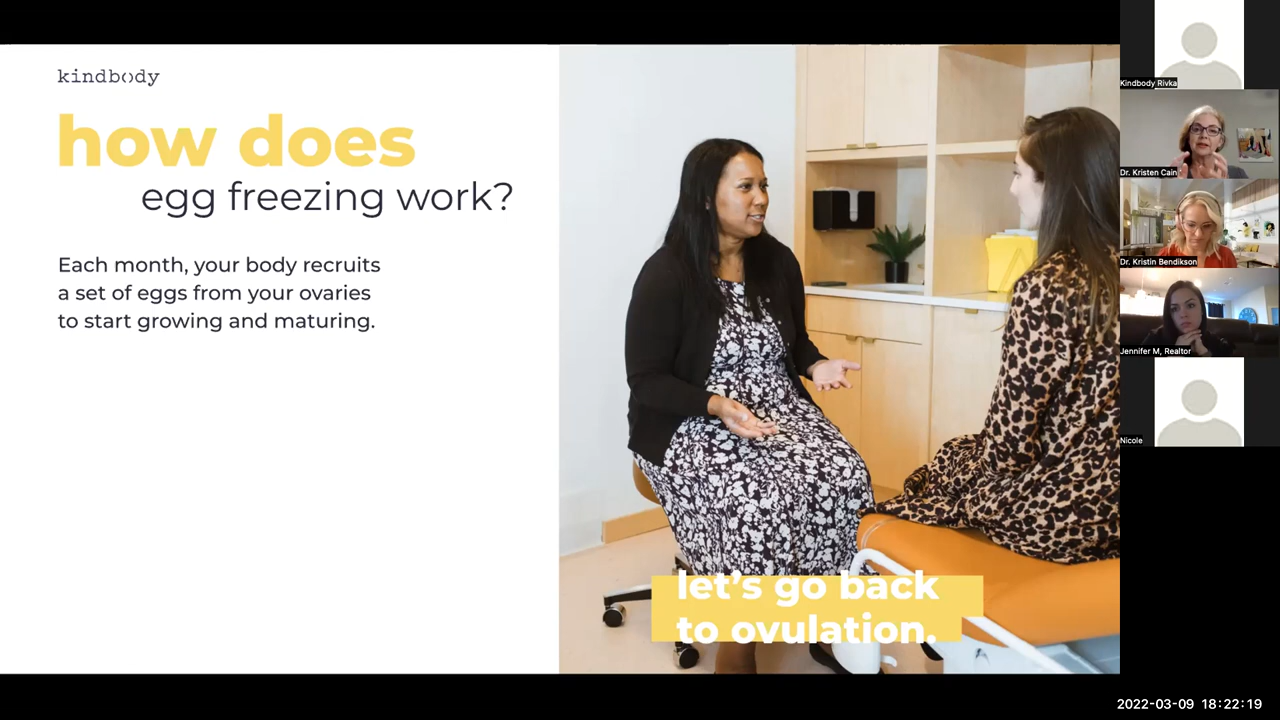 kindbody
how does
egg freezing work?
Each month, your body recruits
a set of eggs from your ovaries
to start growing and maturing.
let's go back
to ovulation.
Kindbody Rivka
Dr. Kristen Cain
Dr. Kristin Bendikson
Jennifer M, Realtor
Nicole
2022-03-09 18:22:19